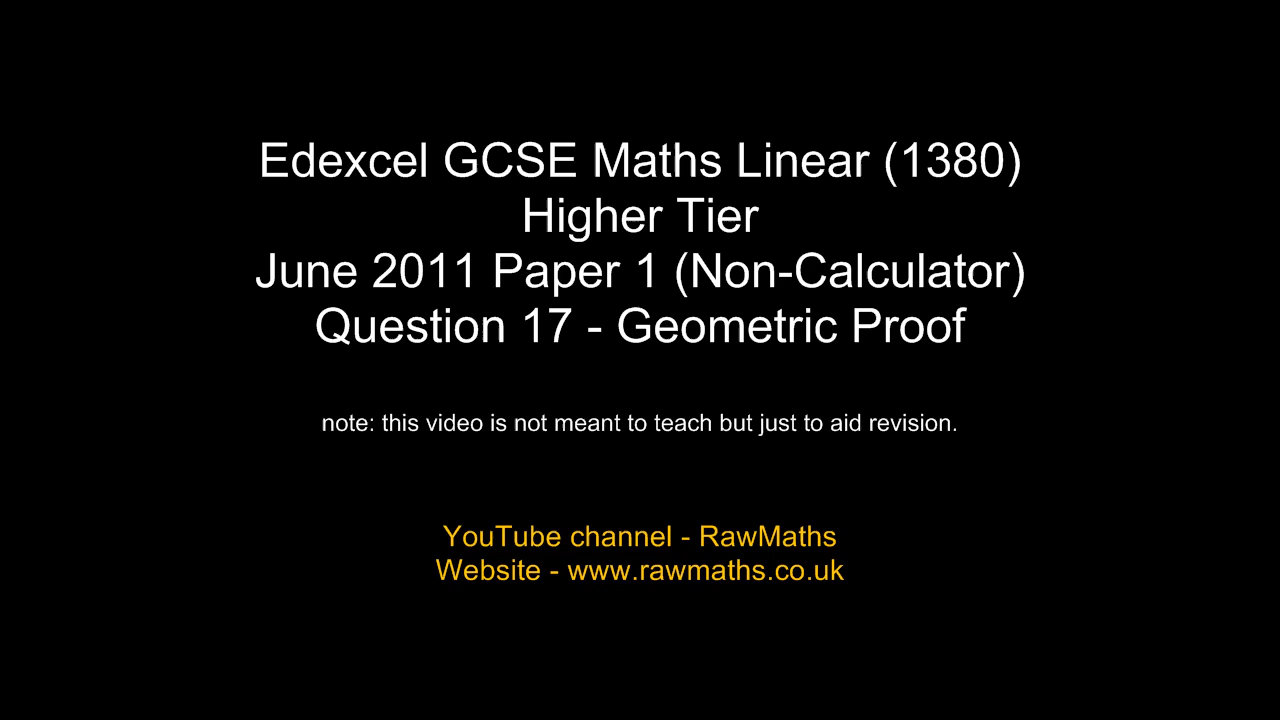 Edexcel GCSE Maths Linear (1380)
Higher Tier
June 2011 Paper 1 (Non-Calculator)
Question 17 - Geometric Proof
note: this video is not meant to teach but just to aid revision.
YouTube channel - RawMaths
Website - www.rawmaths.co.uk